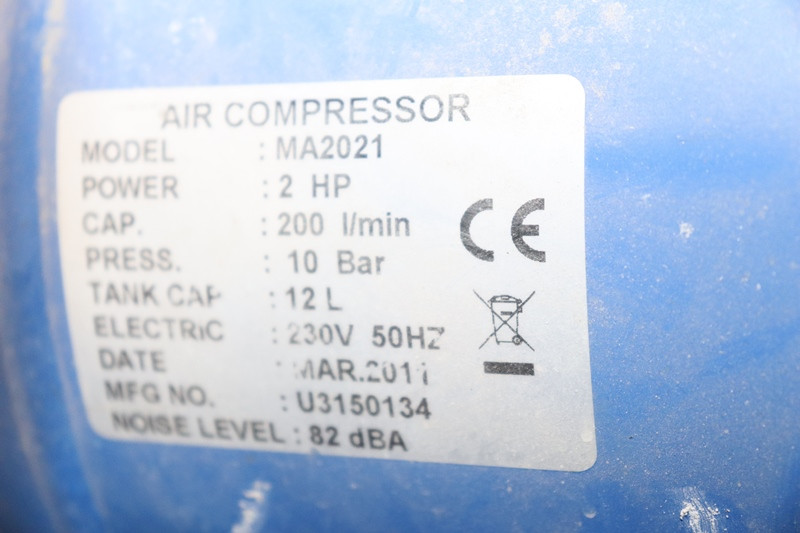 AIR COMPRESSOR
MODEL : MA2021
POWER : 2 HP
CAP. : 200 l/min
PRESS. : 10 Bar
TANK CAP : 12 L
ELECTRIC : 230V 50HZ
DATE : MAR.2011
MFG NO. : U3150134
NOISE LEVEL : 82 dBA
CE